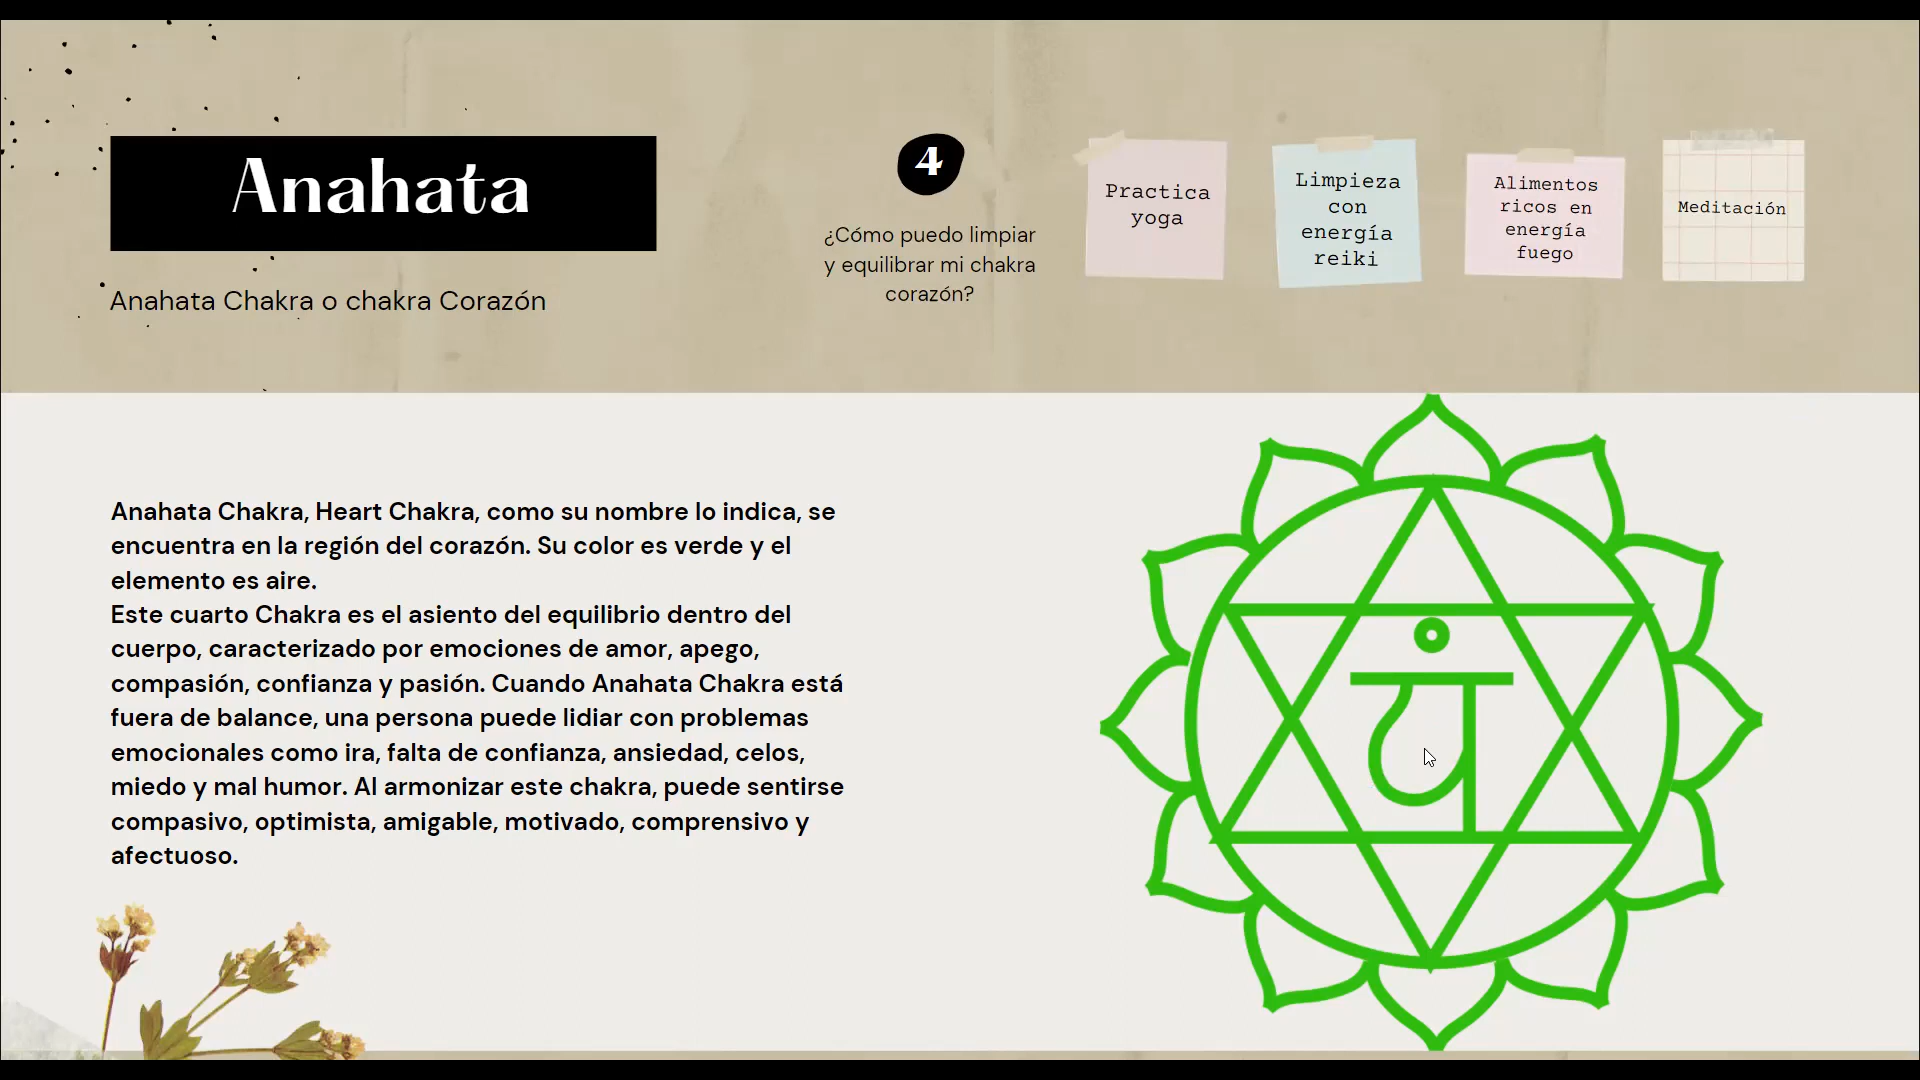 Anahata
Anahata Chakra o chakra Corazón
4
¿Cómo puedo limpiar
y equilibrar mi chakra
corazón?
Practica
yoga
Limpieza
con
energía
reiki
Alimentos
ricos en
energía
fuego
Meditación
Anahata Chakra, Heart Chakra, como su nombre lo indica, se
encuentra en la región del corazón. Su color es verde y el
elemento es aire.
Este cuarto Chakra es el asiento del equilibrio dentro del
cuerpo, caracterizado por emociones de amor, apego,
compasión, confianza y pasión. Cuando Anahata Chakra está
fuera de balance, una persona puede lidiar con problemas
emocionales como ira, falta de confianza, ansiedad, celos,
miedo y mal humor. Al armonizar este chakra, puede sentirse
compasivo, optimista, amigable, motivado, comprensivo y
afectuoso.
यं